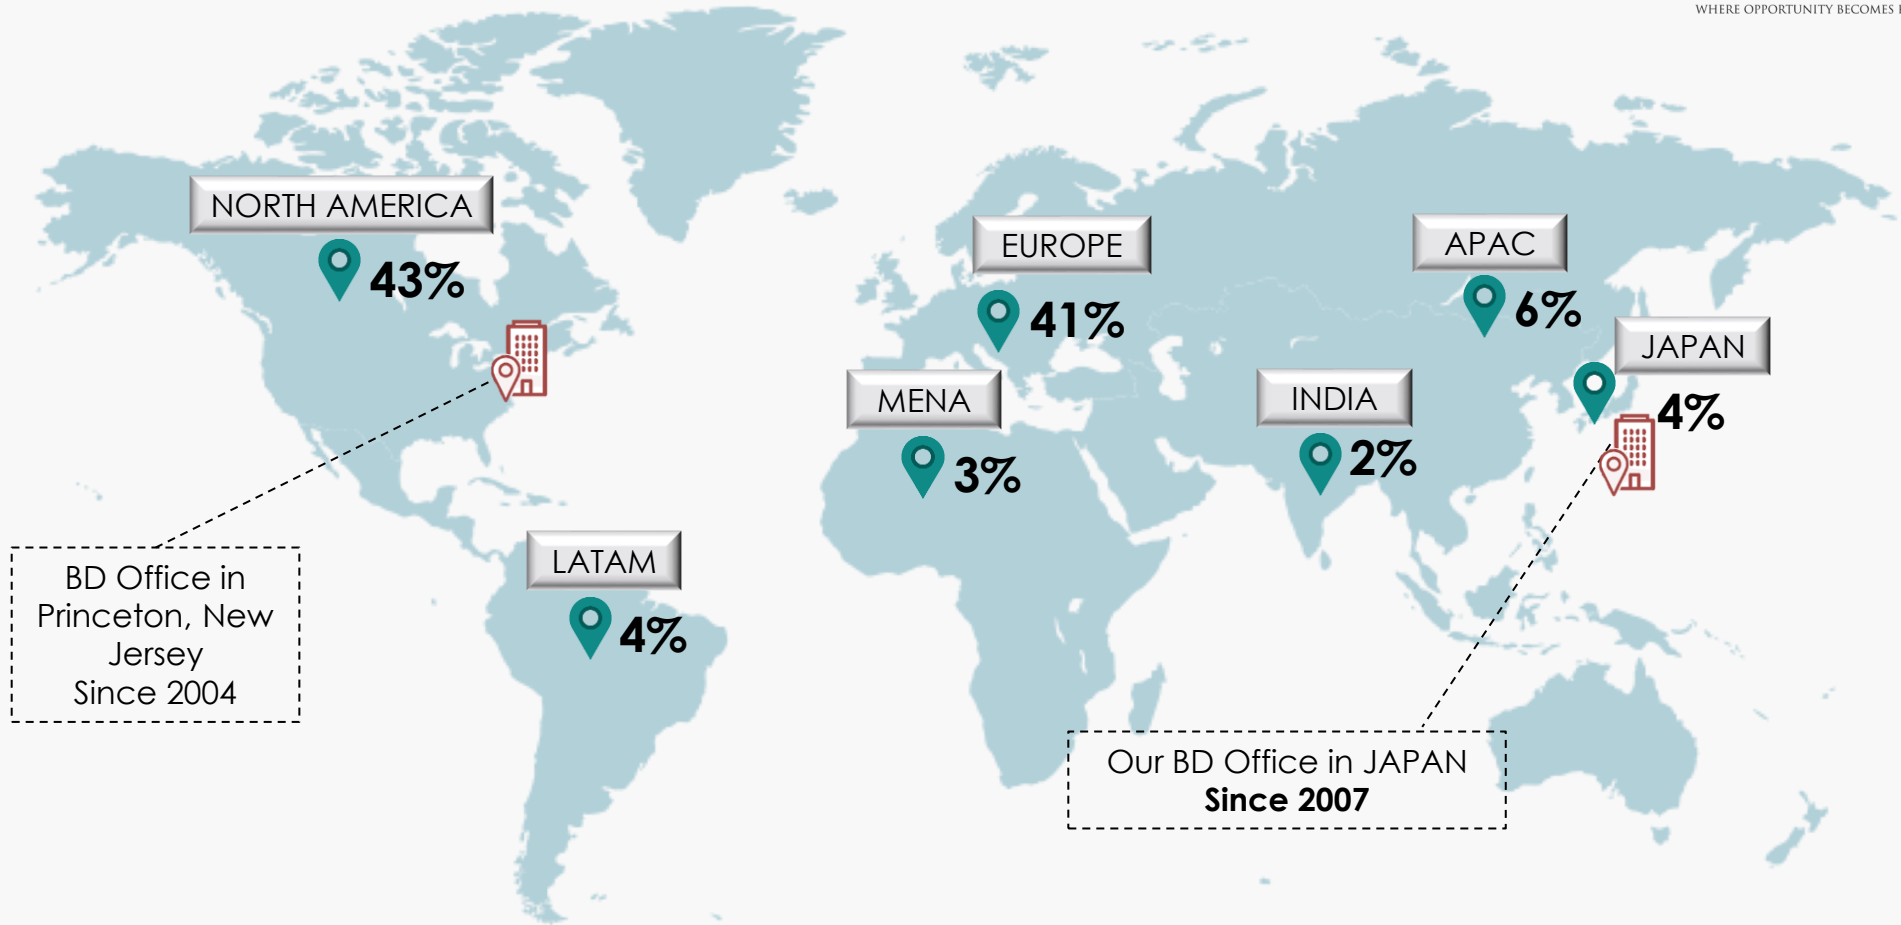 WHERE OPPORTUNITY BECOMES
NORTH AMERICA
43%
EUROPE
41%
APAC
6%
JAPAN
4%
MENA
3%
INDIA
2%
LATAM
4%
BD Office in
Princeton, New
Jersey
Since 2004
Our BD Office in JAPAN
Since 2007